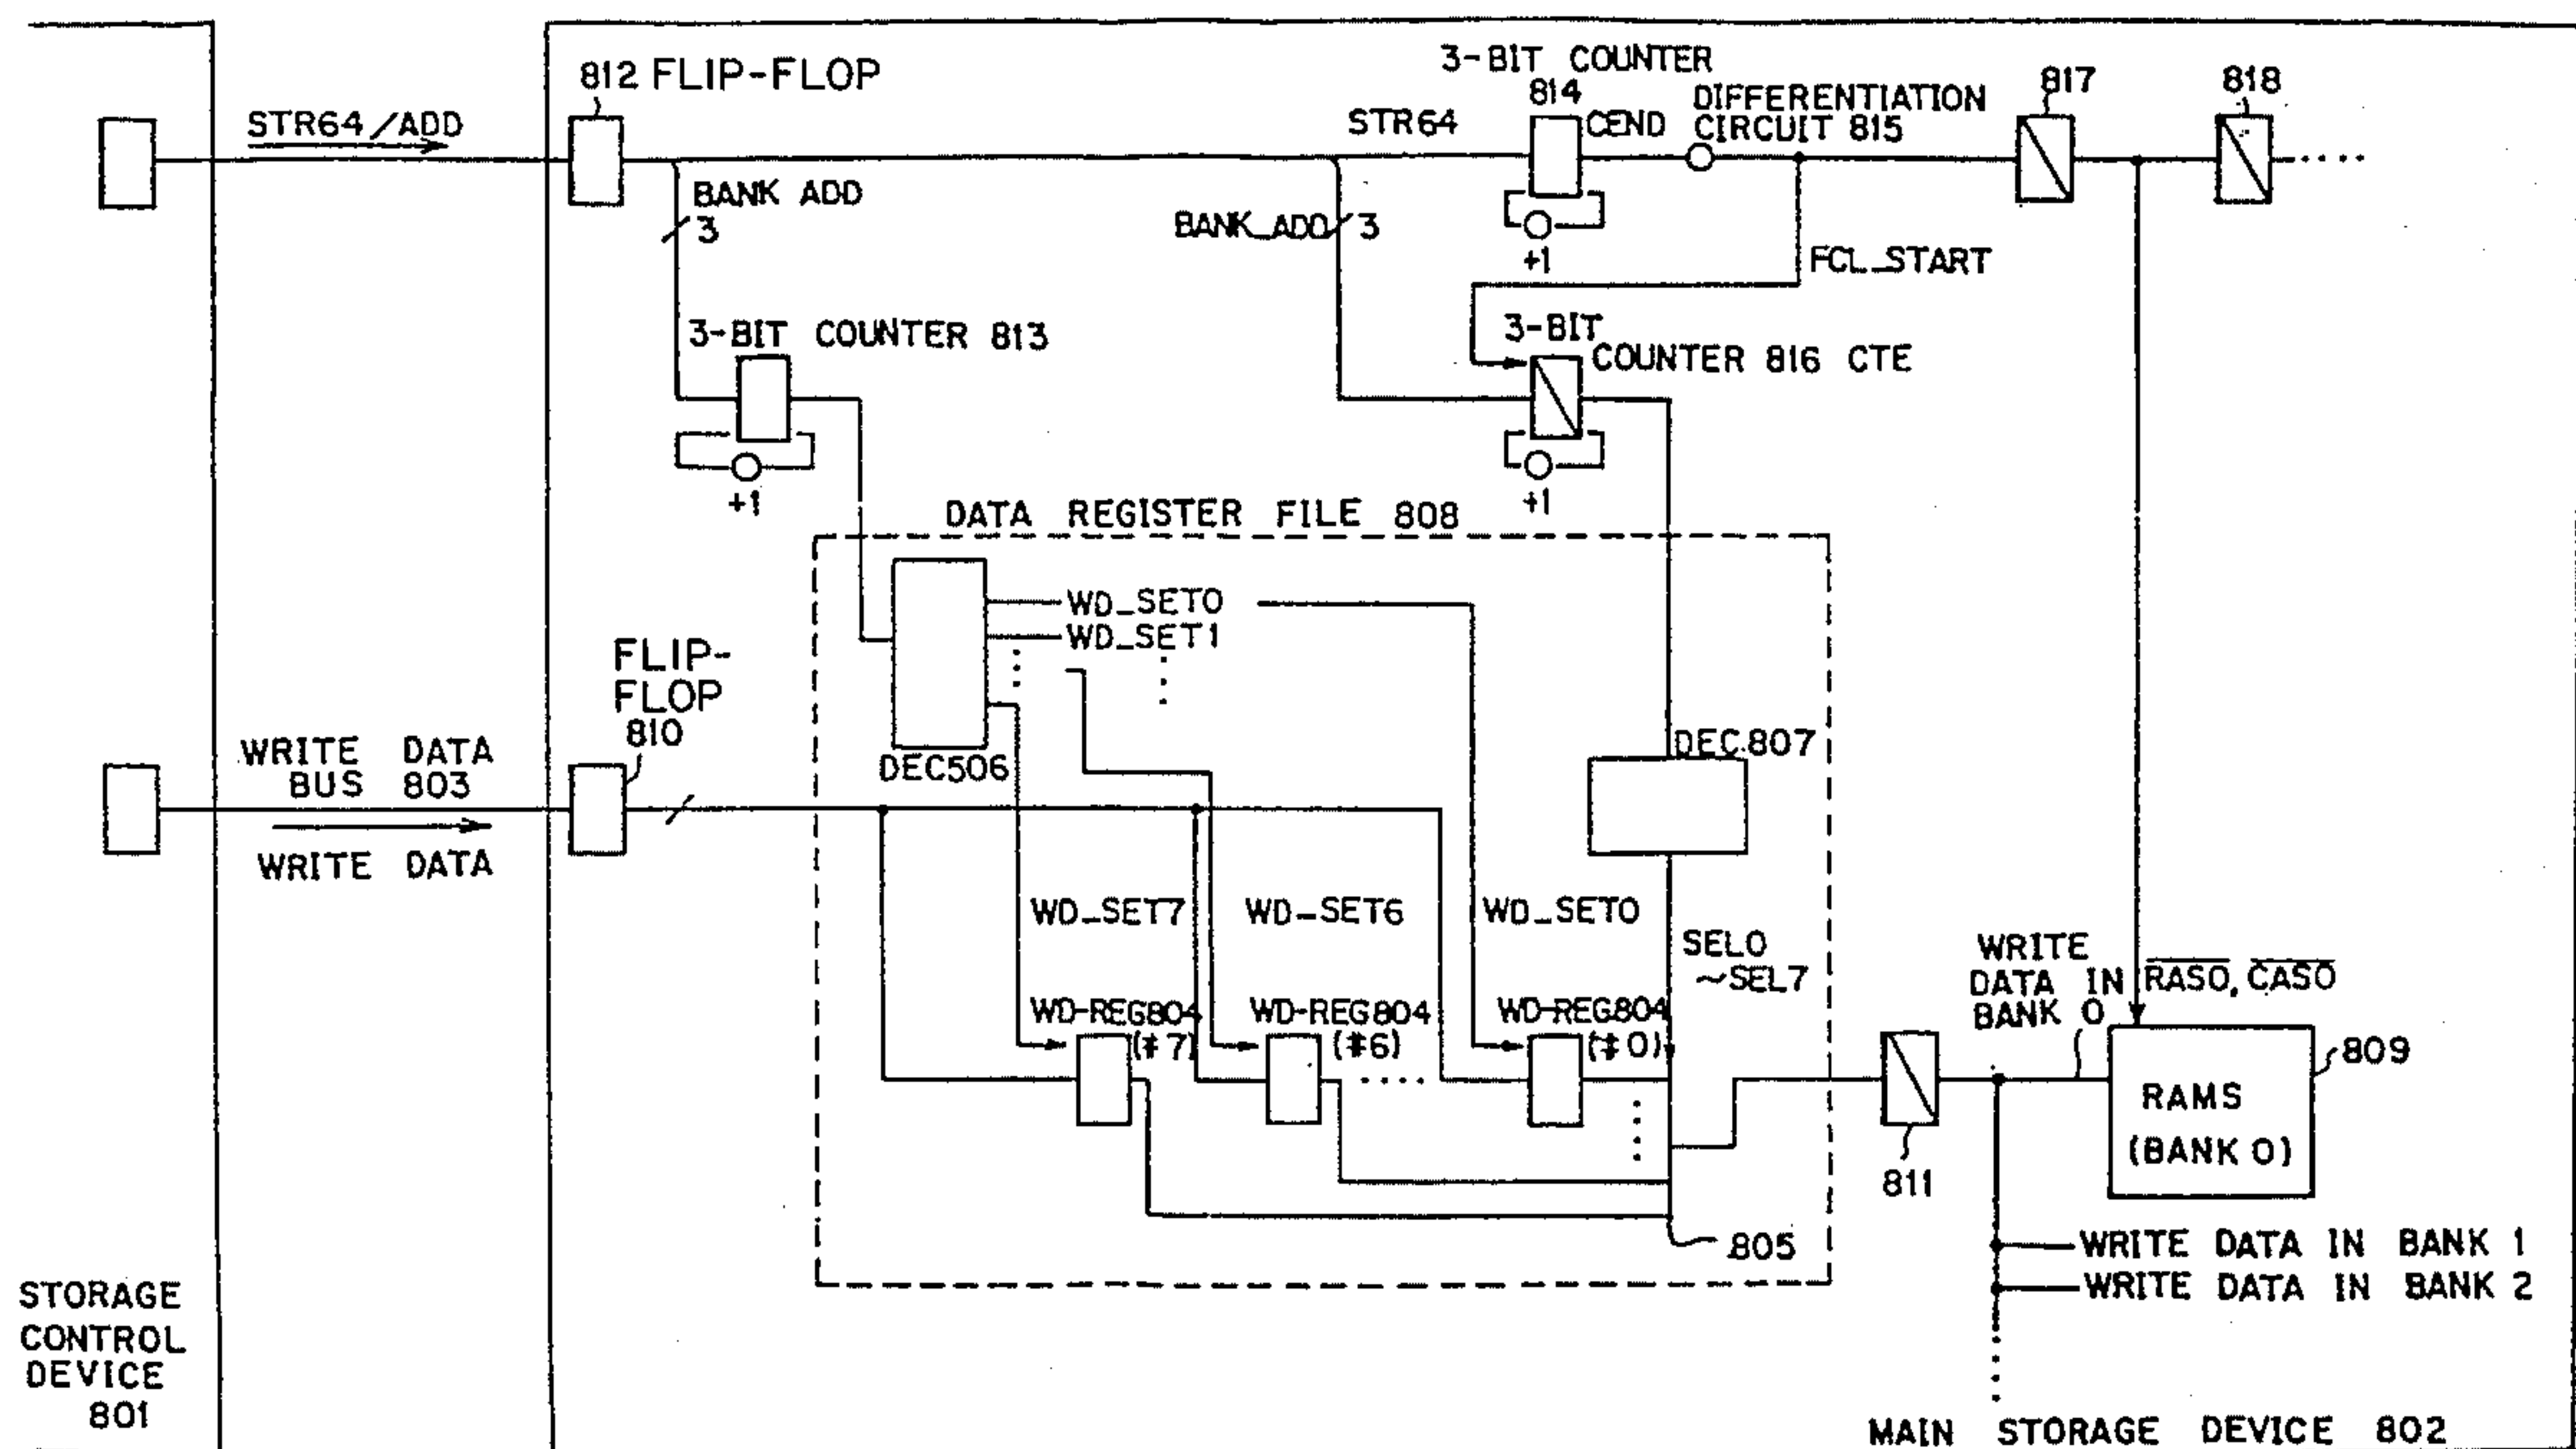 3-BIT COUNTER
814
812 FLIP-FLOP
817
818
DIFFERENTIATION
CIRCUIT 815
STR64/ADD
STR64
CEND
BANK ADD
3
BANK_ADD
3
+1
FCL_START
3-BIT COUNTER 813
3-BIT
COUNTER 816 CTE
+1
+1
DATA REGISTER FILE 808
WD_SET0
WD_SET1
FLIP-
FLOP
810
DEC506
DEC.807
WRITE DATA
BUS 803
WRITE DATA
WD_SET7
WD-SET6
WD_SET0
SEL0
~SEL7
WRITE
DATA IN
BANK 0
RAS0, CAS0
WD-REG804
(#7)
WD-REG804
(#6)
WD-REG804
(#0)
809
RAMS
(BANK 0)
811
805
WRITE DATA IN BANK 1
WRITE DATA IN BANK 2
STORAGE
CONTROL
DEVICE
801
MAIN STORAGE DEVICE 802